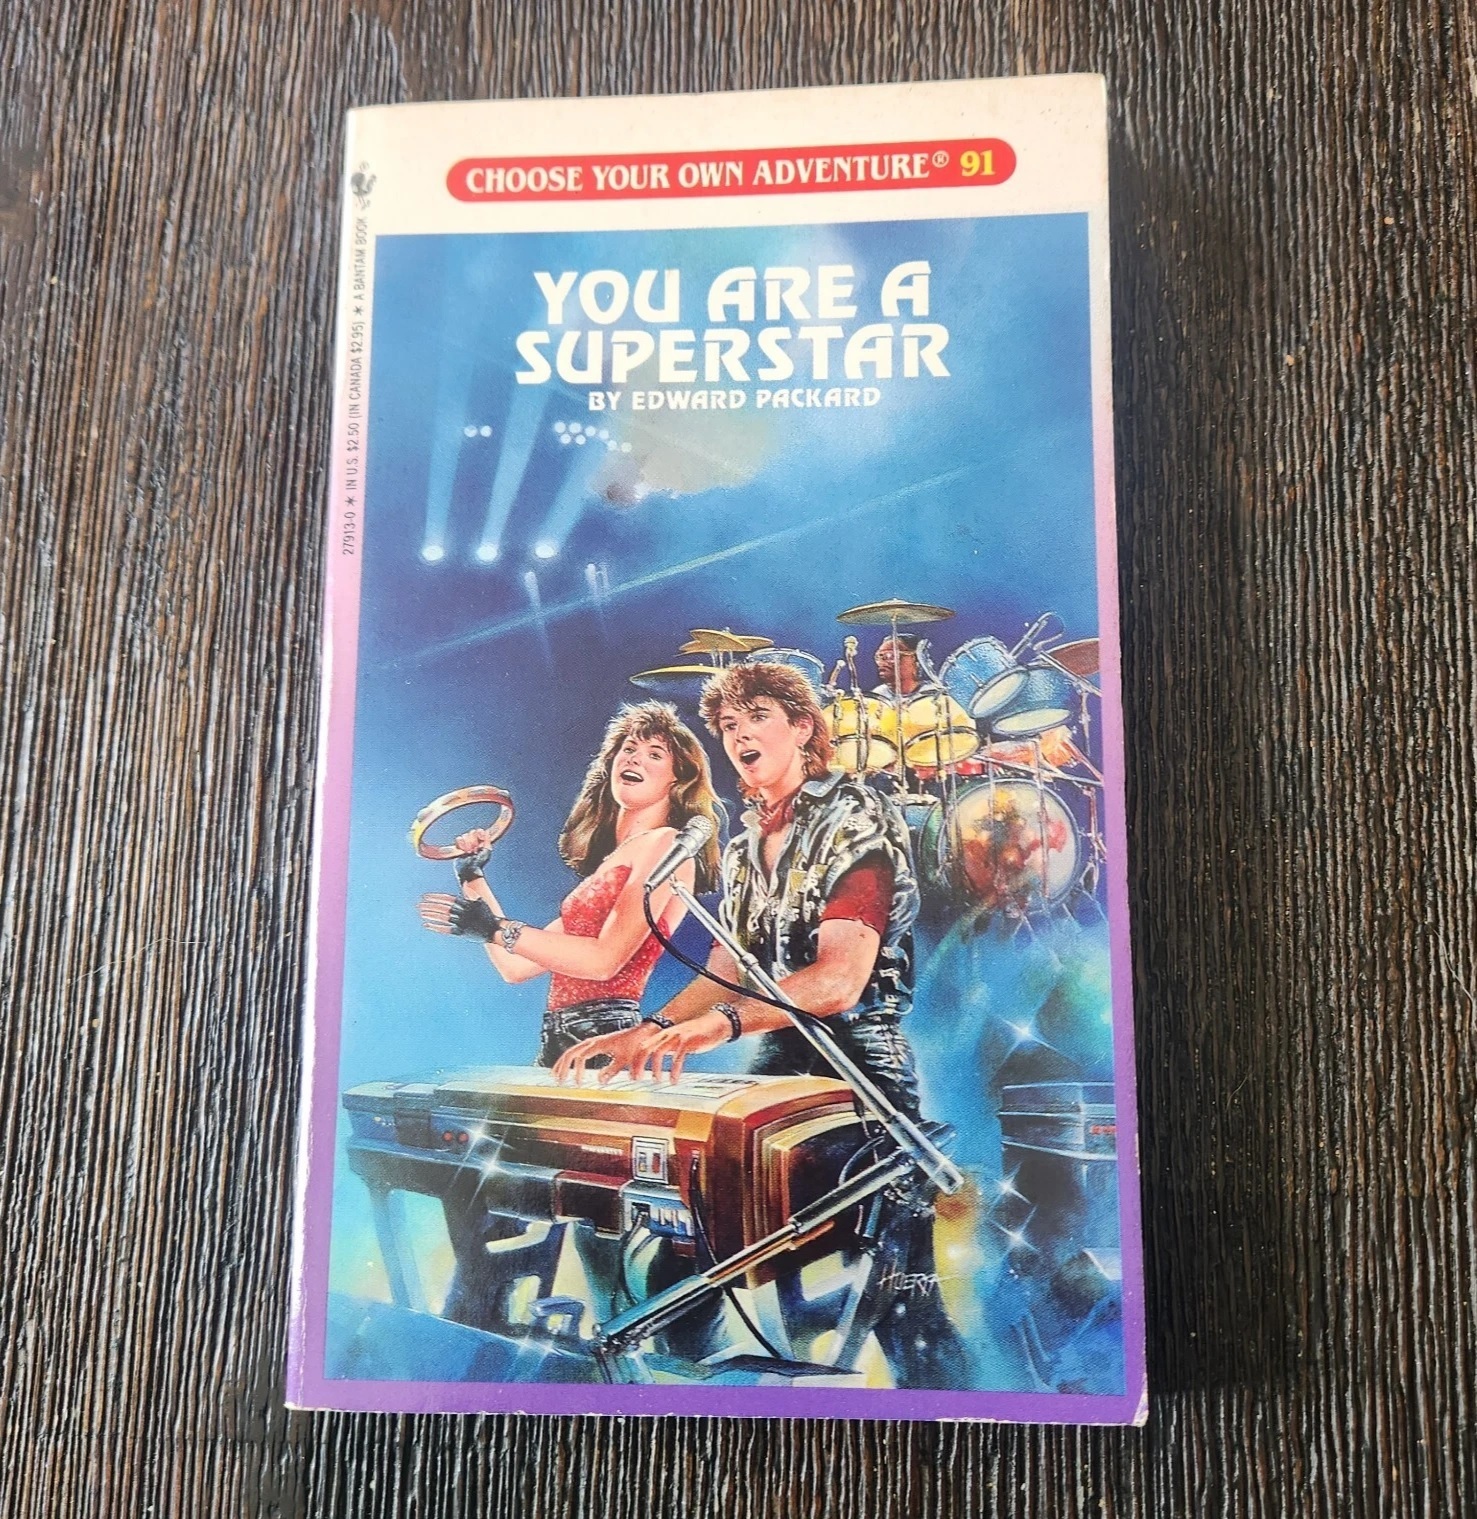 CHOOSE YOUR OWN ADVENTURE® 91
YOU ARE A
SUPERSTAR
BY EDWARD PACKARD
27913-0 * IN U.S. $2.50 (IN CANADA $2.95) * A BANTAM BOOK